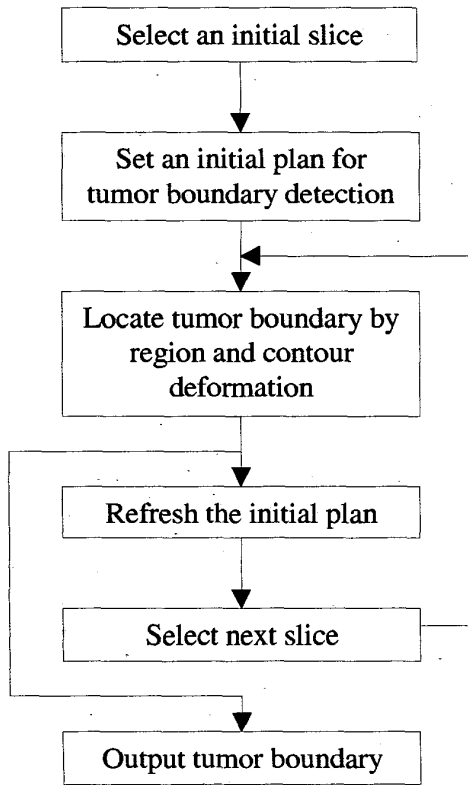 Select an initial slice
Set an initial plan for
tumor boundary detection
Locate tumor boundary by
region and contour
deformation
Refresh the initial plan
Select next slice
Output tumor boundary